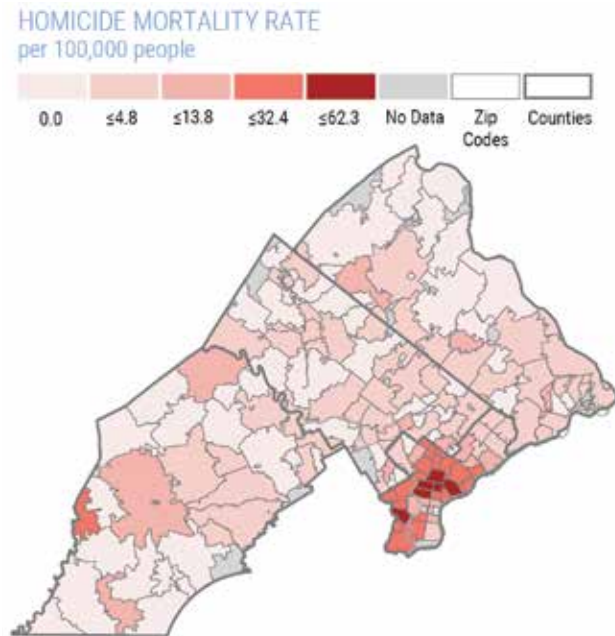 HOMICIDE MORTALITY RATE
per 100,000 people
0.0 ≤4.8 ≤13.8 ≤32.4 ≤62.3 No Data Zip Codes Counties